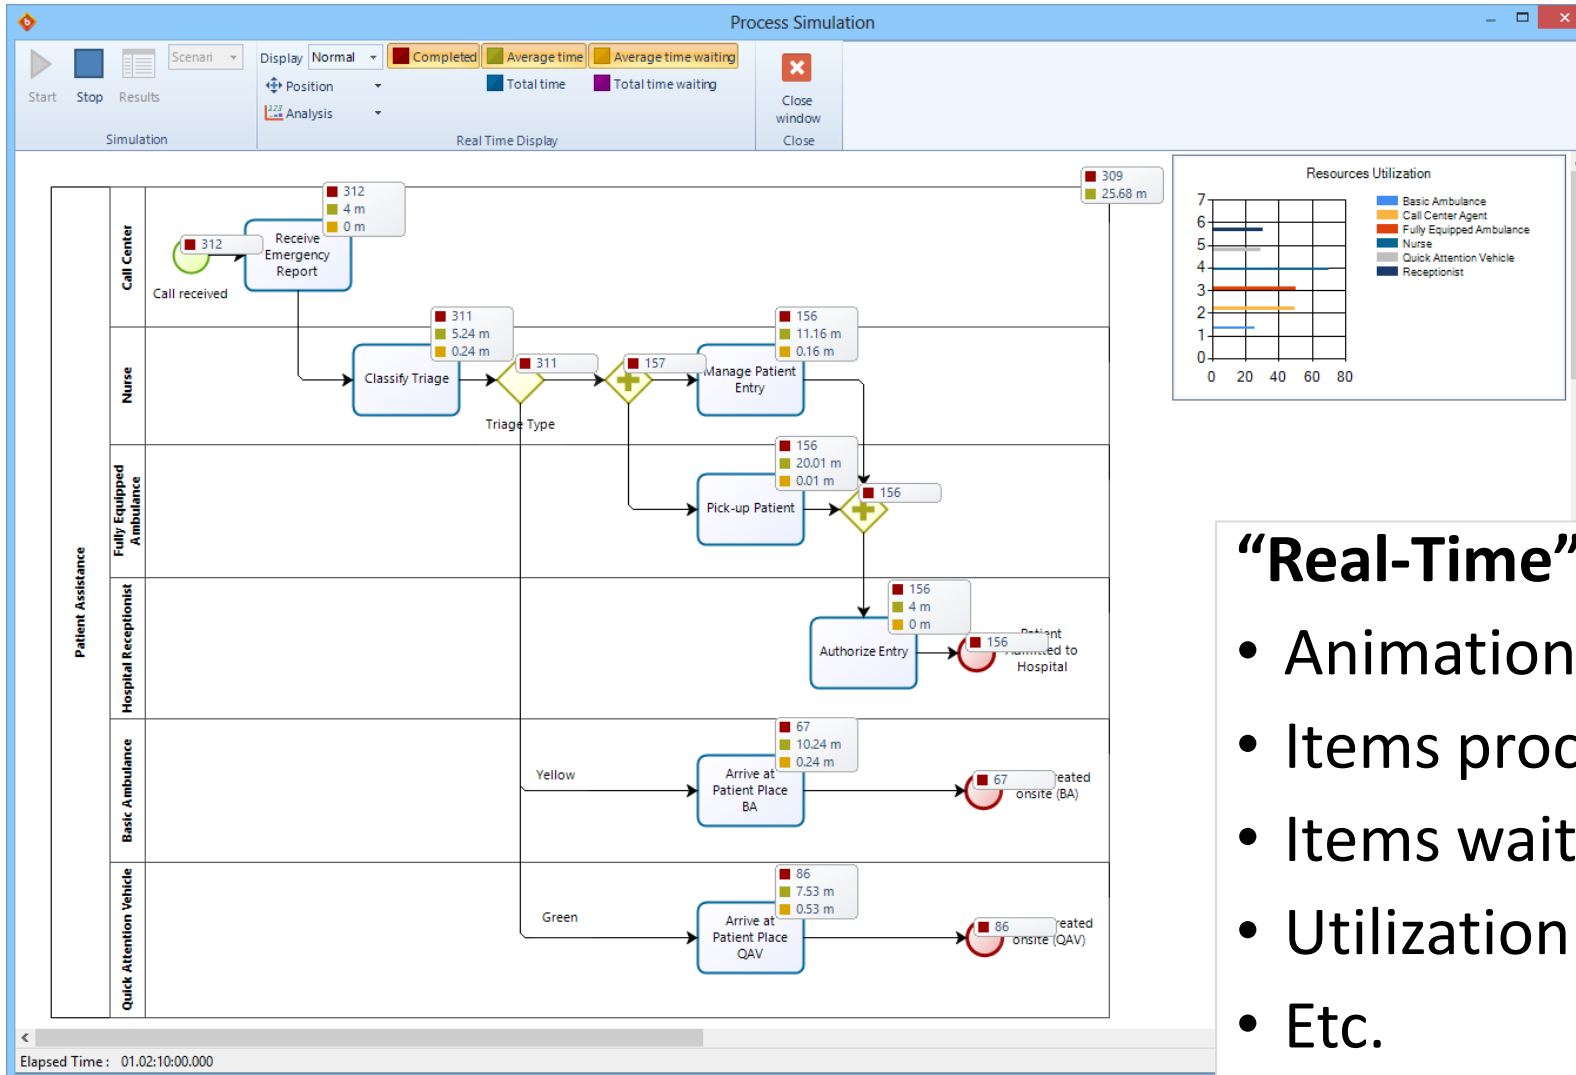 Process Simulation
Start
Stop
Results
Scenari
Simulation
Display Normal
Position
Analysis
Completed
Average time
Average time waiting
Total time
Total time waiting
Real Time Display
Close
window
Close
309
25.68 m
Patient Assistance
Call Center
312
Call received
Receive
Emergency
Report
312
4 m
0 m
Nurse
Classify Triage
311
5.24 m
0.24 m
311
Triage Type
157
Manage Patient
Entry
156
11.16 m
0.16 m
Fully Equipped
Ambulance
Pick-up Patient
156
20.01 m
0.01 m
156
Hospital Receptionist
Authorize Entry
156
4 m
0 m
156
Patient
Admitted to
Hospital
Basic Ambulance
Yellow
Arrive at
Patient Place
BA
67
10.24 m
0.24 m
67
eated
onsite (BA)
Quick Attention Vehicle
Green
Arrive at
Patient Place
QAV
86
7.53 m
0.53 m
86
reated
onsite (QAV)
Resources Utilization
7
6
5
4
3
2
1
0
0 20 40 60 80
Basic Ambulance
Call Center Agent
Fully Equipped Ambulance
Nurse
Quick Attention Vehicle
Receptionist
“Real-Time”
• Animation
• Items proc
• Items wait
• Utilization
• Etc.
Elapsed Time : 01.02:10:00.000